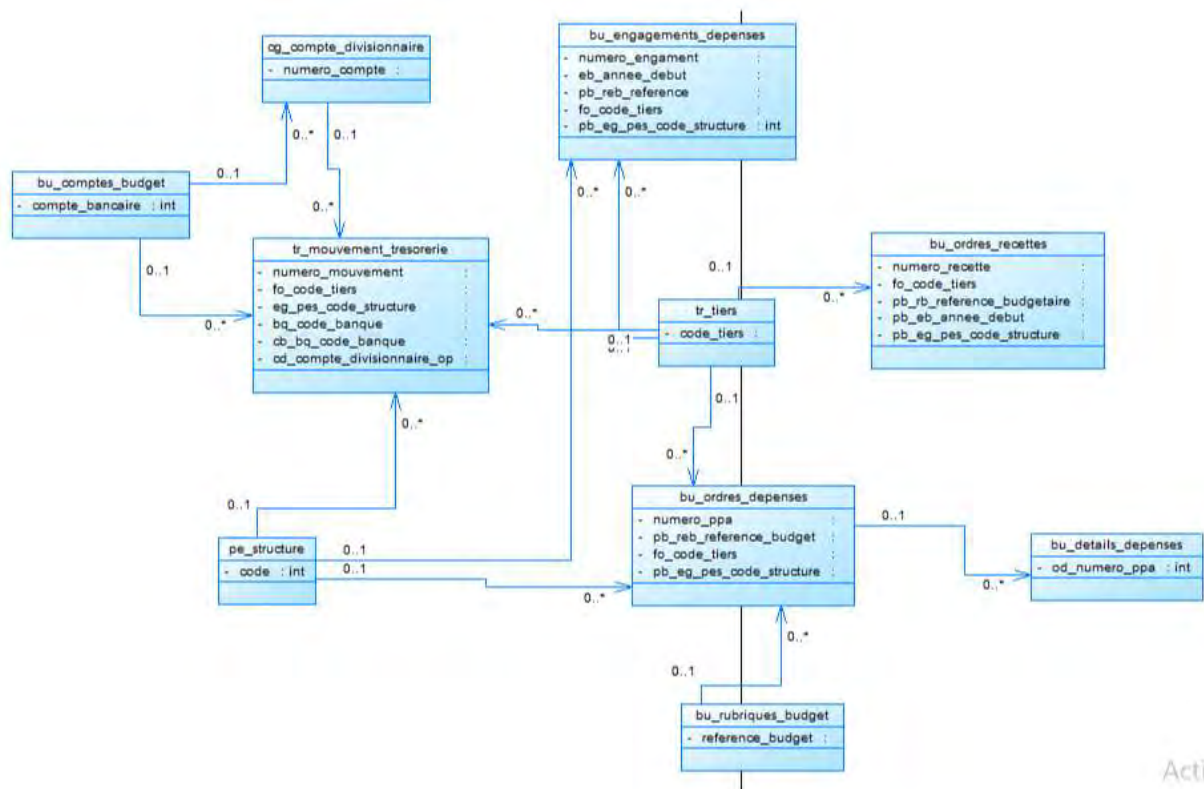 cg_compte_divisionnaire
- numero_compte :
bu_engagements_depenses
- numero_engament :
- eb_annee_debut :
- pb_reb_reference :
- fo_code_tiers :
- pb_eg_pes_code_structure : int
0..*
0..1
0..1
0..*
0..*
bu_comptes_budget
- compte_bancaire : int
0..1
0..*
0..*
tr_mouvement_tresorerie
- numero_mouvement :
- fo_code_tiers :
- eg_pes_code_structure :
- bq_code_banque :
- cb_bq_code_banque :
- cd_compte_divisionnaire_op :
0..*
0..1
0..1
tr_tiers
- code_tiers :
0..1
0..*
bu_ordres_recettes
- numero_recette :
- fo_code_tiers :
- pb_rb_reference_budgetaire :
- pb_eb_annee_debut :
- pb_eg_pes_code_structure :
0..*
0..1
0..*
0..1
pe_structure
- code : int
0..1
0..1
0..*
bu_ordres_depenses
- numero_ppa :
- pb_reb_reference_budget :
- fo_code_tiers :
- pb_eg_pes_code_structure :
0..1
0..*
bu_details_depenses
- od_numero_ppa : int
0..*
0..1
bu_rubriques_budget
- reference_budget :
Acti